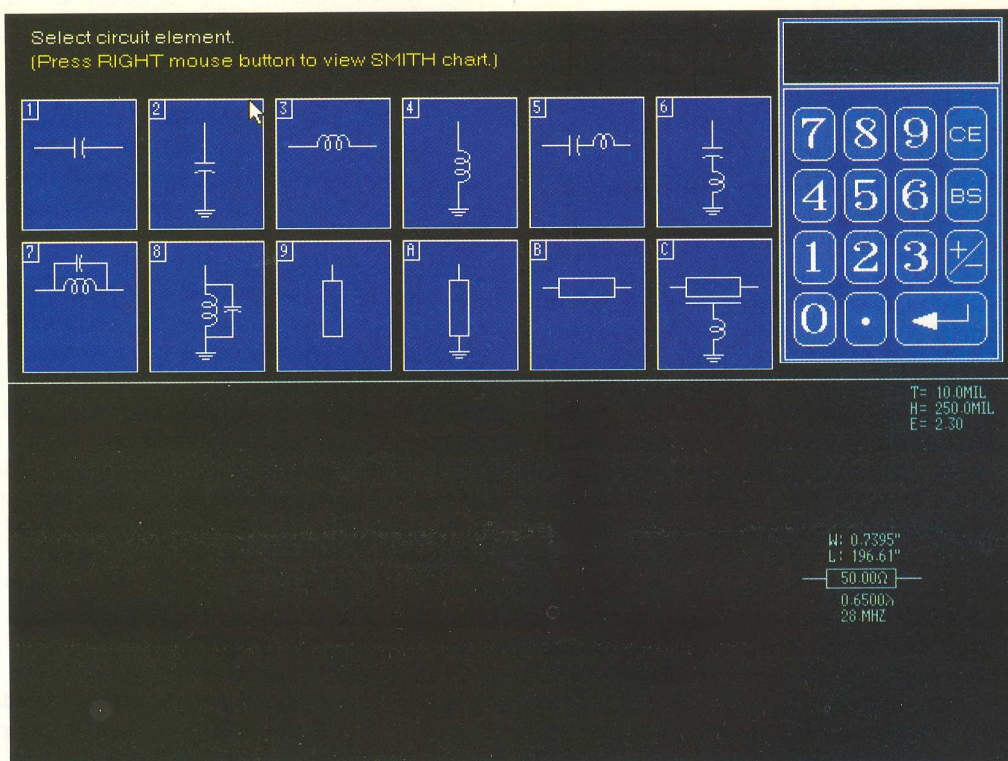 Select circuit element.
(Press RIGHT mouse button to view SMITH chart.)
1
2
3
4
5
6
7
8
9
A
B
C
7 8 9 CE
4 5 6 BS
1 2 3 +/-
0 .
T= 10.0MIL
H= 250.0MIL
E= 2.30
W: 0.7395"
L: 196.61"
50.00Ω
0.6500λ
28 MHZ